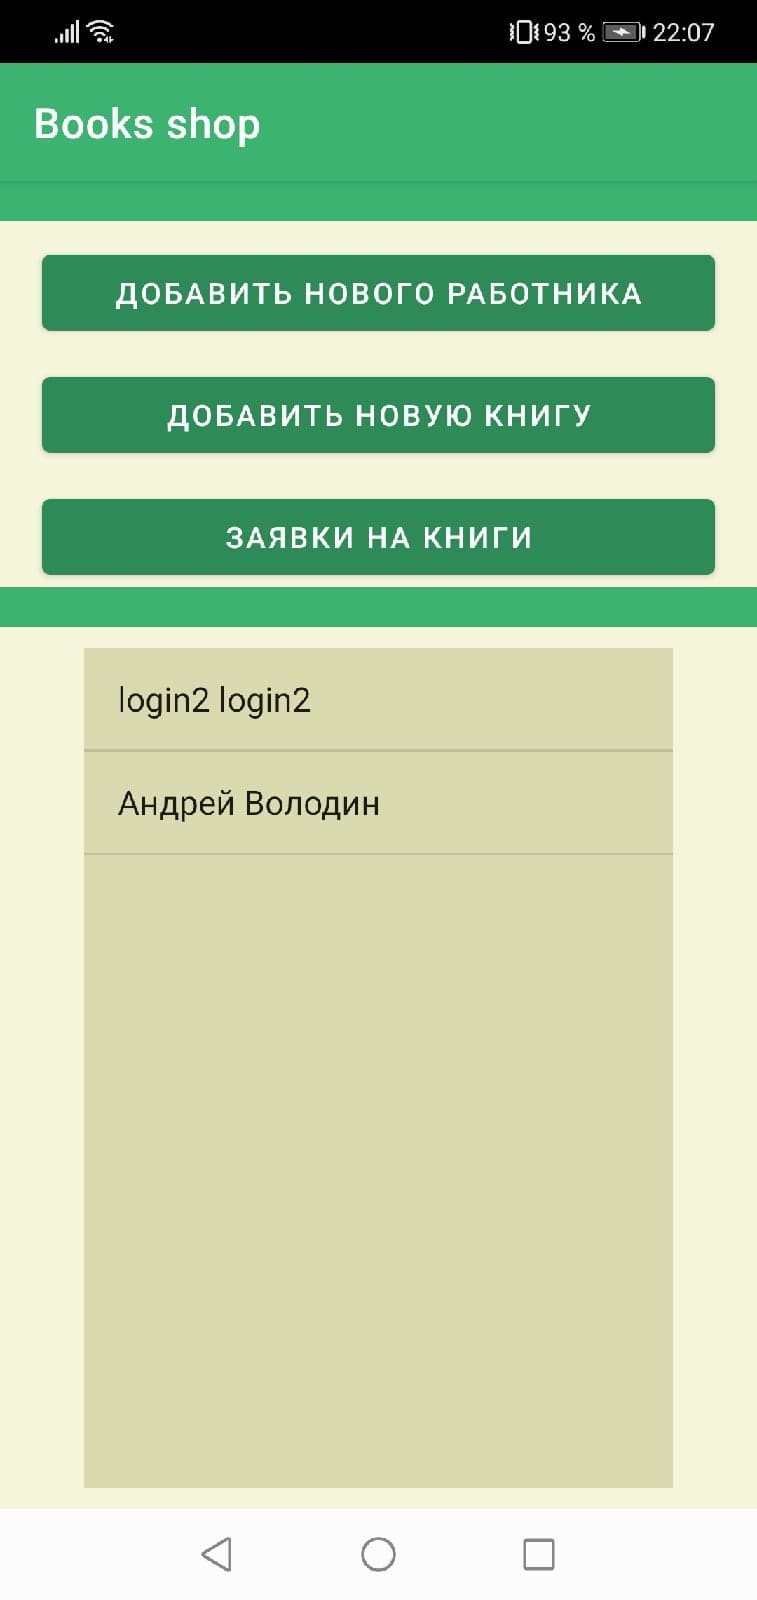 93 % 22:07
Books shop
ДОБАВИТЬ НОВОГО РАБОТНИКА
ДОБАВИТЬ НОВУЮ КНИГУ
ЗАЯВКИ НА КНИГИ
login2 login2
Андрей Володин